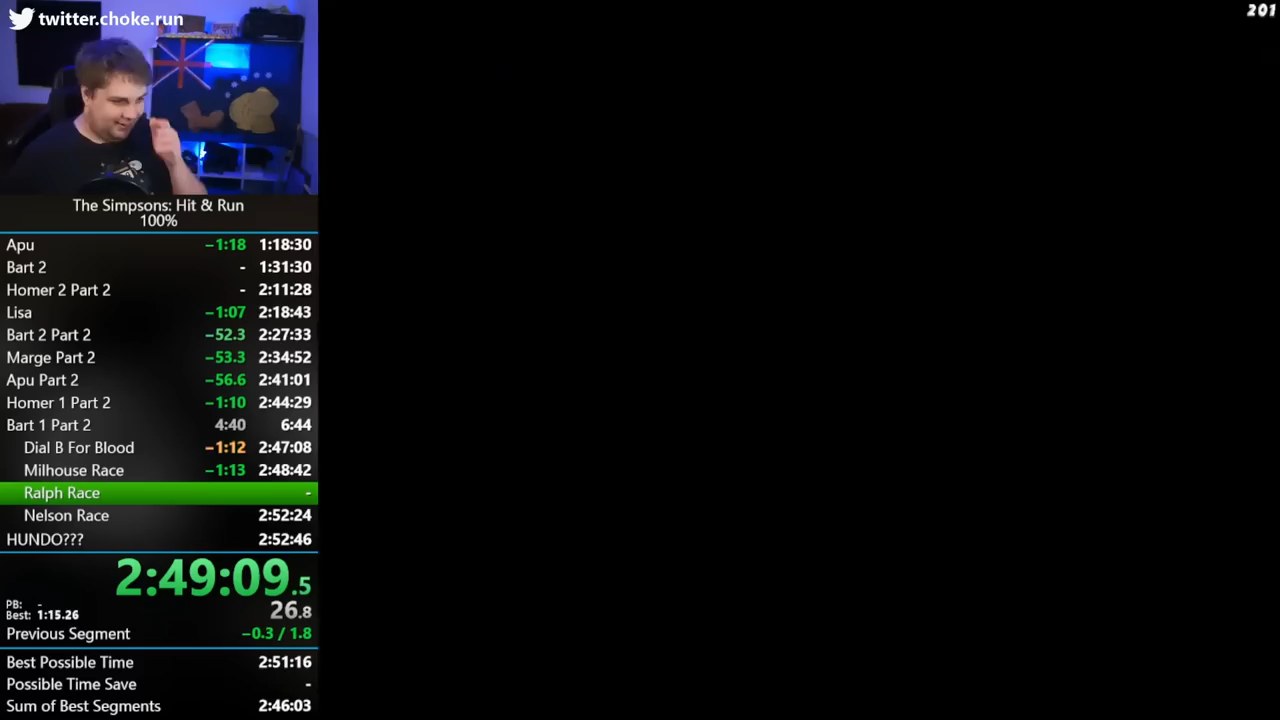 twitter.choke.run
201
The Simpsons: Hit & Run
100%
Apu −1:18 1:18:30
Bart 2 - 1:31:30
Homer 2 Part 2 - 2:11:28
Lisa −1:07 2:18:43
Bart 2 Part 2 −52.3 2:27:33
Marge Part 2 −53.3 2:34:52
Apu Part 2 −56.6 2:41:01
Homer 1 Part 2 −1:10 2:44:29
Bart 1 Part 2 4:40 6:44
Dial B For Blood −1:12 2:47:08
Milhouse Race −1:13 2:48:42
Ralph Race -
Nelson Race 2:52:24
HUNDO??? 2:52:46
2:49:09.5
PB: - 26.8
Best: 1:15.26
Previous Segment −0.3 / 1.8
Best Possible Time 2:51:16
Possible Time Save -
Sum of Best Segments 2:46:03